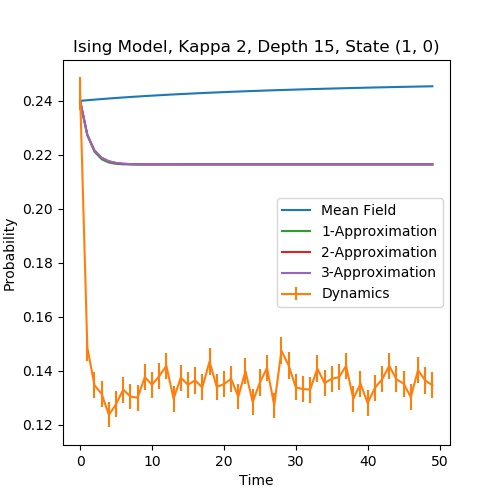 Ising Model, Kappa 2, Depth 15, State (1, 0)
0.24
0.22
0.20
0.18
0.16
0.14
0.12
Probability
Mean Field
1-Approximation
2-Approximation
3-Approximation
Dynamics
0 10 20 30 40 50
Time